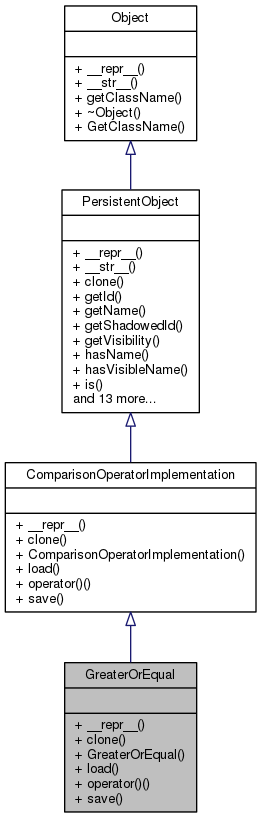 Object
+ __repr__()
+ __str__()
+ getClassName()
+ ~Object()
+ GetClassName()
PersistentObject
+ __repr__()
+ __str__()
+ clone()
+ getId()
+ getName()
+ getShadowedId()
+ getVisibility()
+ hasName()
+ hasVisibleName()
+ is()
and 13 more...
ComparisonOperatorImplementation
+ __repr__()
+ clone()
+ ComparisonOperatorImplementation()
+ load()
+ operator()()
+ save()
GreaterOrEqual
+ __repr__()
+ clone()
+ GreaterOrEqual()
+ load()
+ operator()()
+ save()